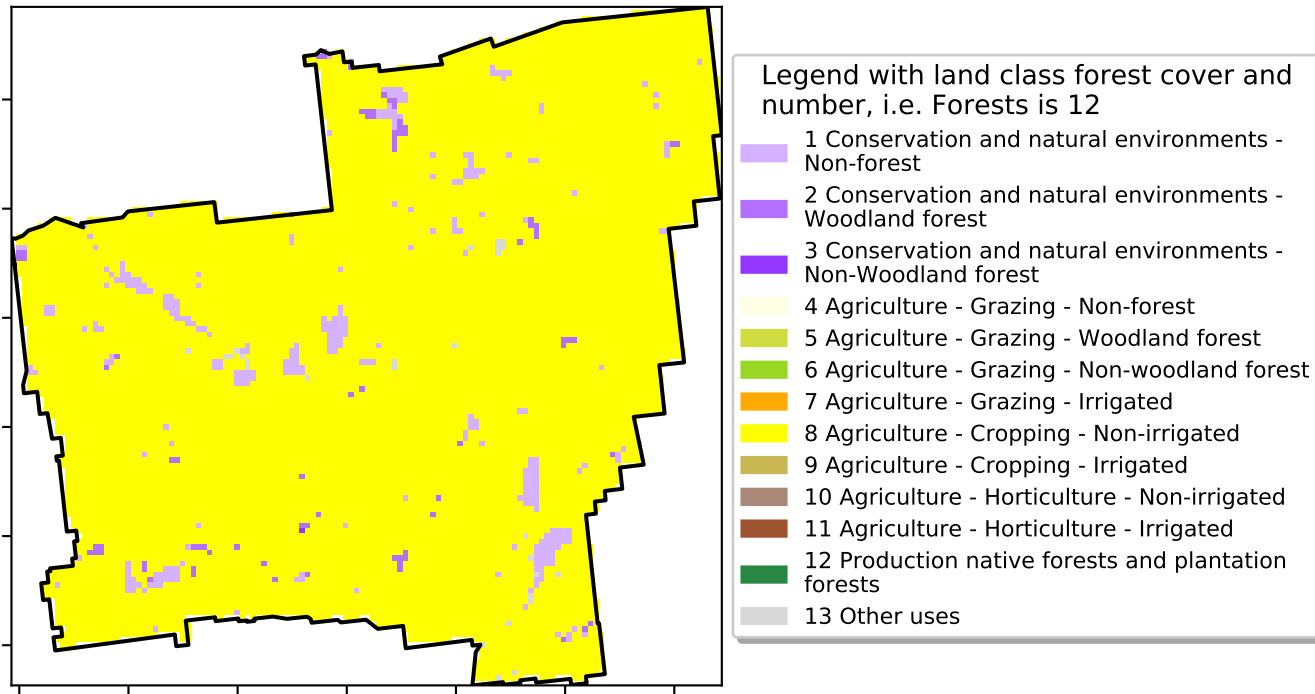 Legend with land class forest cover and
number, i.e. Forests is 12
1 Conservation and natural environments -
Non-forest
2 Conservation and natural environments -
Woodland forest
3 Conservation and natural environments -
Non-Woodland forest
4 Agriculture - Grazing - Non-forest
5 Agriculture - Grazing - Woodland forest
6 Agriculture - Grazing - Non-woodland forest
7 Agriculture - Grazing - Irrigated
8 Agriculture - Cropping - Non-irrigated
9 Agriculture - Cropping - Irrigated
10 Agriculture - Horticulture - Non-irrigated
11 Agriculture - Horticulture - Irrigated
12 Production native forests and plantation
forests
13 Other uses